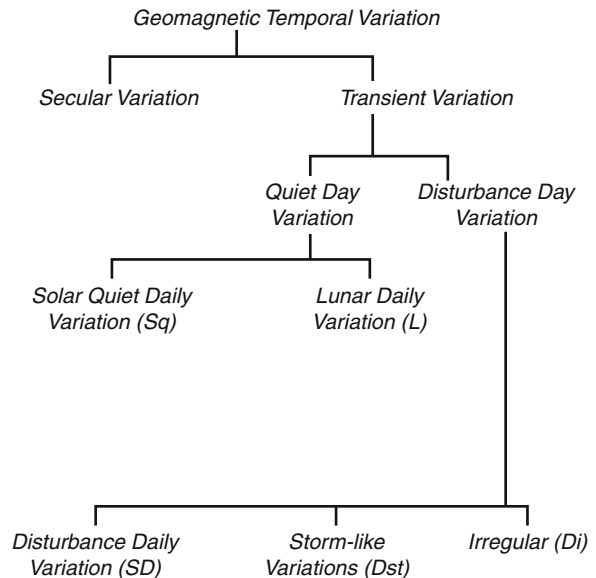 Geomagnetic Temporal Variation
Secular Variation
Transient Variation
Quiet Day
Variation
Disturbance Day
Variation
Solar Quiet Daily
Variation (Sq)
Lunar Daily
Variation (L)
Disturbance Daily
Variation (SD)
Storm-like
Variations (Dst)
Irregular (Di)